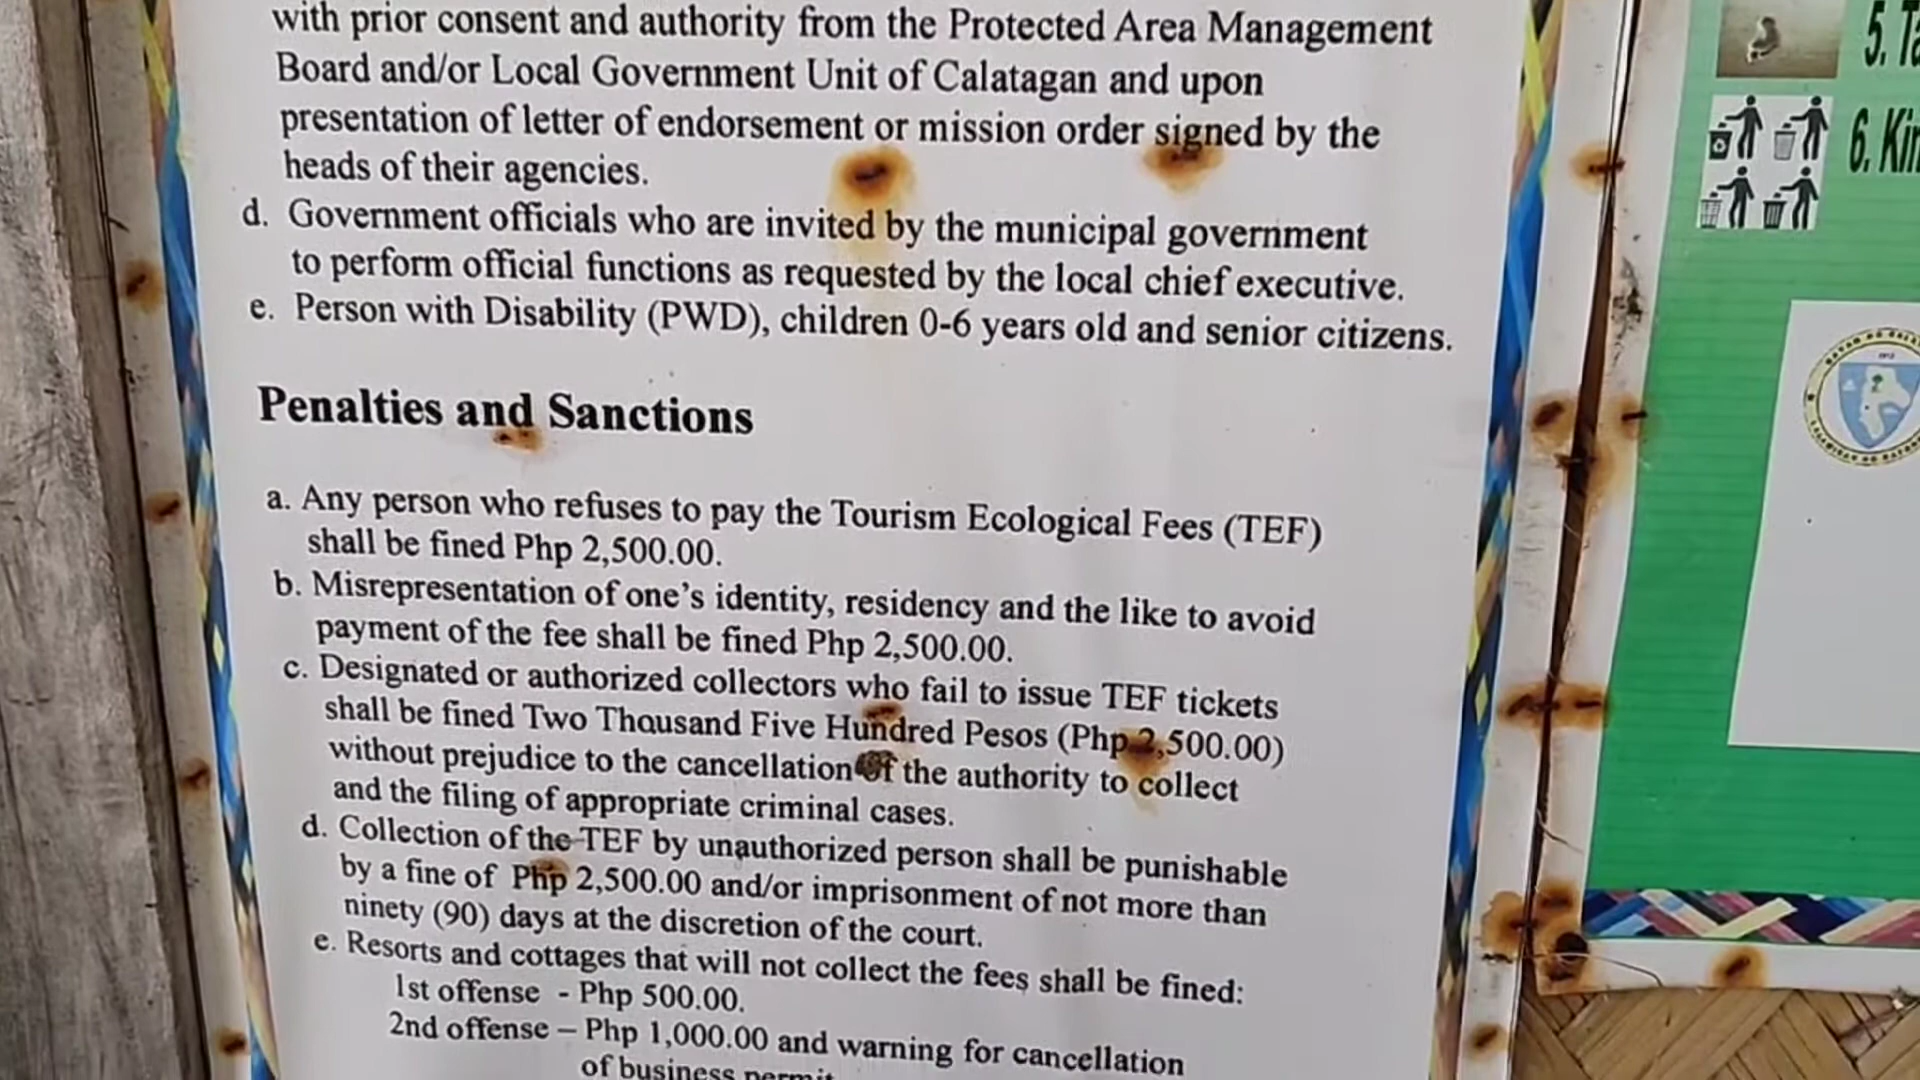 with prior consent and authority from the Protected Area Management
Board and/or Local Government Unit of Calatagan and upon
presentation of letter of endorsement or mission order signed by the
heads of their agencies.
d. Government officials who are invited by the municipal government
to perform official functions as requested by the local chief executive.
e. Person with Disability (PWD), children 0-6 years old and senior citizens.
Penalties and Sanctions
a. Any person who refuses to pay the Tourism Ecological Fees (TEF)
shall be fined Php 2,500.00.
b. Misrepresentation of one's identity, residency and the like to avoid
payment of the fee shall be fined Php 2,500.00.
c. Designated or authorized collectors who fail to issue TEF tickets
shall be fined Two Thousand Five Hundred Pesos (Php 2,500.00)
without prejudice to the cancellation of the authority to collect
and the filing of appropriate criminal cases.
d. Collection of the TEF by unauthorized person shall be punishable
by a fine of Php 2,500.00 and/or imprisonment of not more than
ninety (90) days at the discretion of the court.
e. Resorts and cottages that will not collect the fees shall be fined:
1st offense - Php 500.00.
2nd offense – Php 1,000.00 and warning for cancellation
of business permit
5.
6.